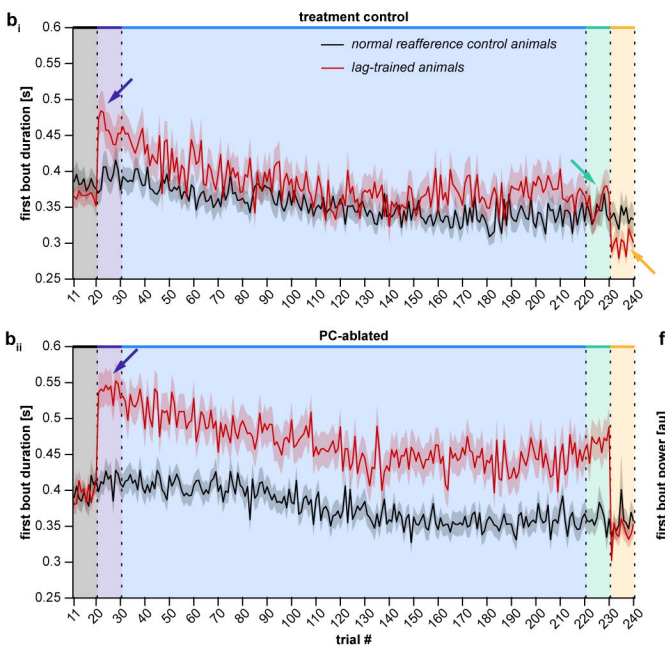 b i
treatment control
first bout duration [s]
0.6
0.55
0.5
0.45
0.4
0.35
0.3
0.25
normal reafference control animals
lag-trained animals
11 20 30 40 50 60 70 80 90 100 110 120 130 140 150 160 170 180 190 200 210 220 230 240
b ii
PC-ablated
f
first bout duration [s]
0.6
0.55
0.5
0.45
0.4
0.35
0.3
0.25
first bout power [au]
11 20 30 40 50 60 70 80 90 100 110 120 130 140 150 160 170 180 190 200 210 220 230 240
trial #